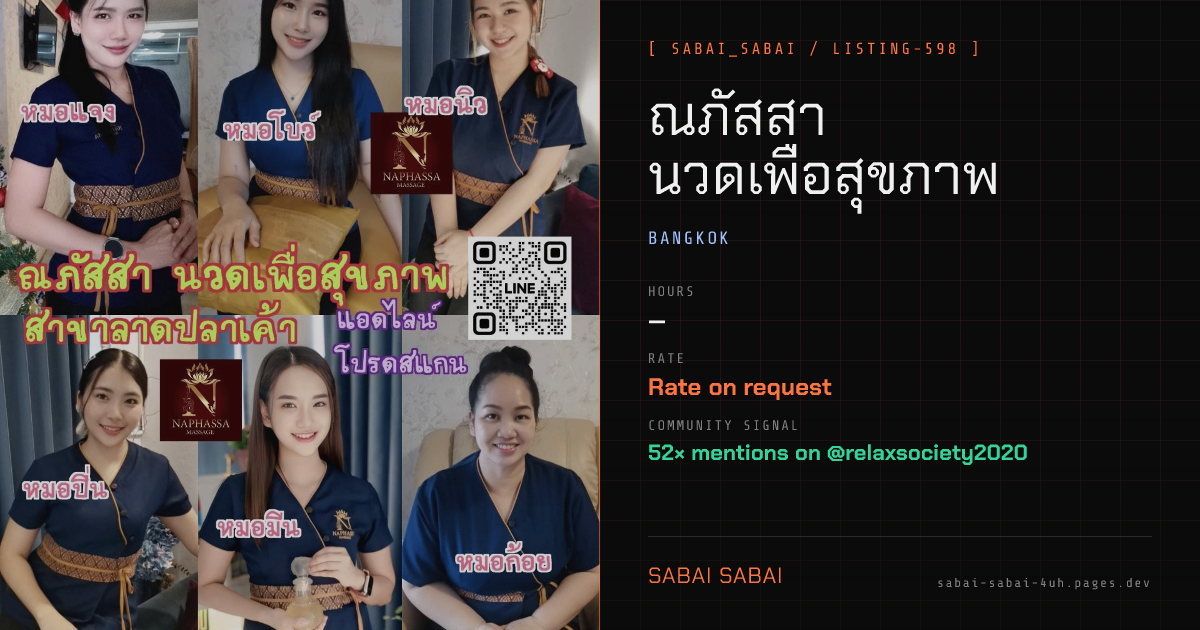 หมอแจง
หมอโบว์
หมอนิว
NAPHASSA
MASSAGE
ณภัสสา นวดเพื่อสุขภาพ
สาขาลาดปลาเค้า
LINE
แอดไลน์
โปรดสแกน
NAPHASSA
MASSAGE
หมอปิ่น
หมอมีน
หมอก้อย
[ SABAI_SABAI / LISTING-598 ]
ณภัสสา
นวดเพื่อสุขภาพ
BANGKOK
HOURS
—
RATE
Rate on request
COMMUNITY SIGNAL
52× mentions on @relaxsociety2020
SABAI SABAI
sabai-sabai-4uh.pages.dev